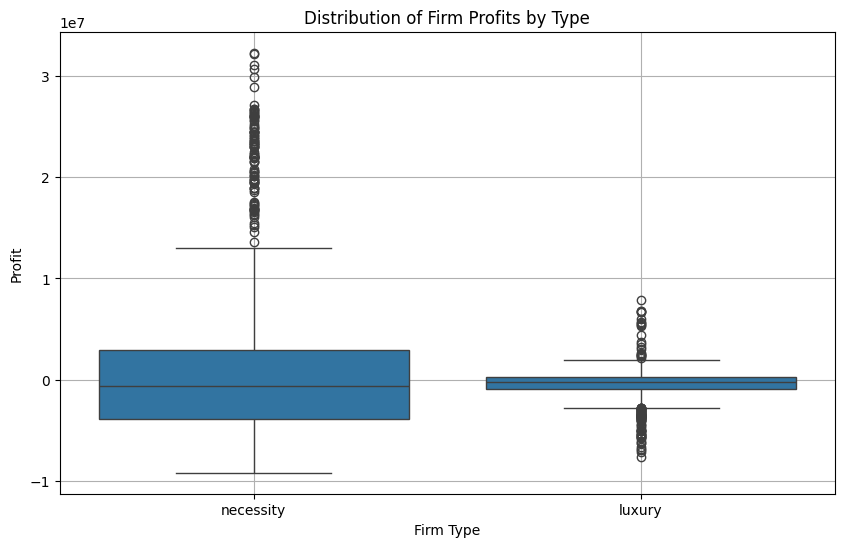 Distribution of Firm Profits by Type
1e7
3
2
1
0
−1
Profit
necessity
luxury
Firm Type